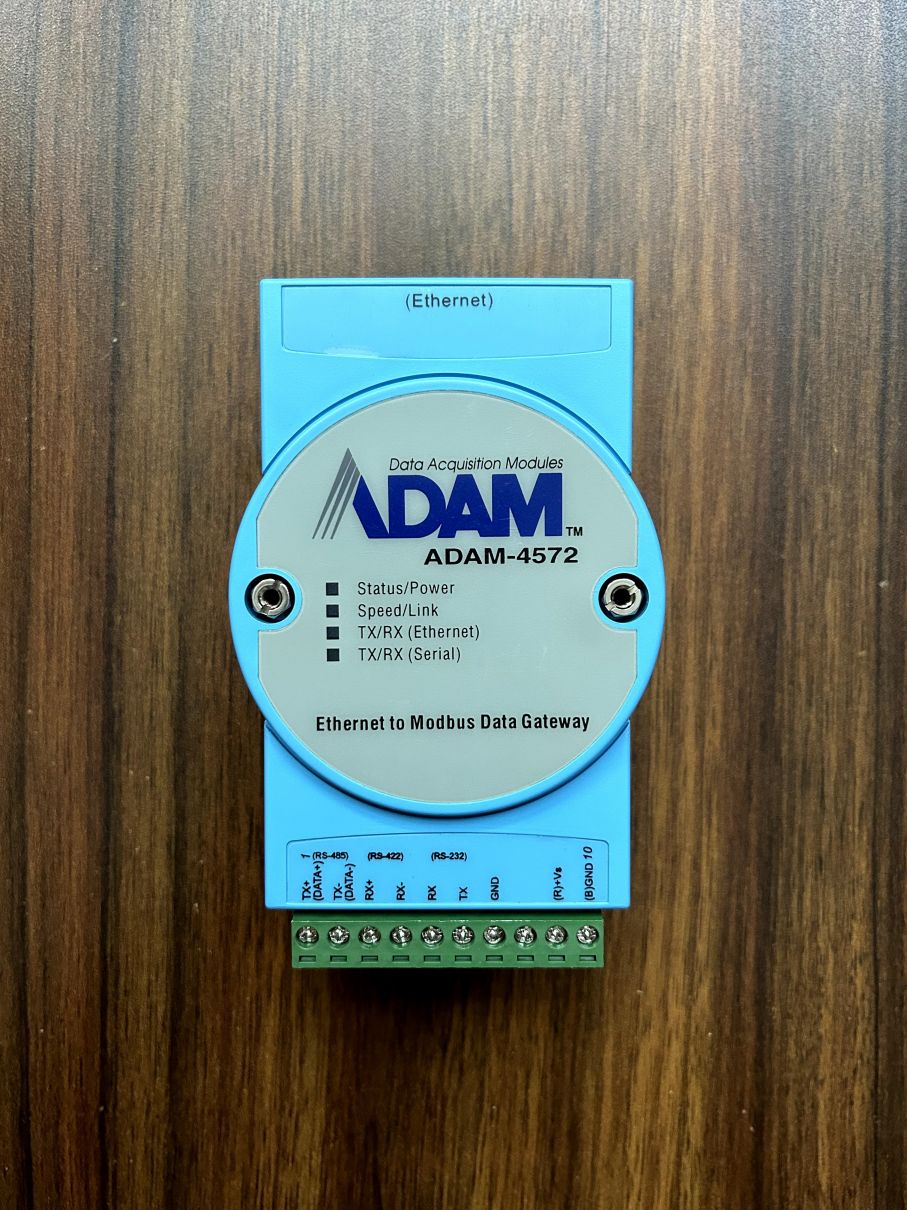 (Ethernet)
Data Acquisition Modules
ADAM™
ADAM-4572
Status/Power
Speed/Link
TX/RX (Ethernet)
TX/RX (Serial)
Ethernet to Modbus Data Gateway
1 (RS-485) (RS-422) (RS-232) 10
TX+ (DATA+)
TX- (DATA-)
RX+
RX-
RX
TX
GND
(R)+Vs
(B)GND